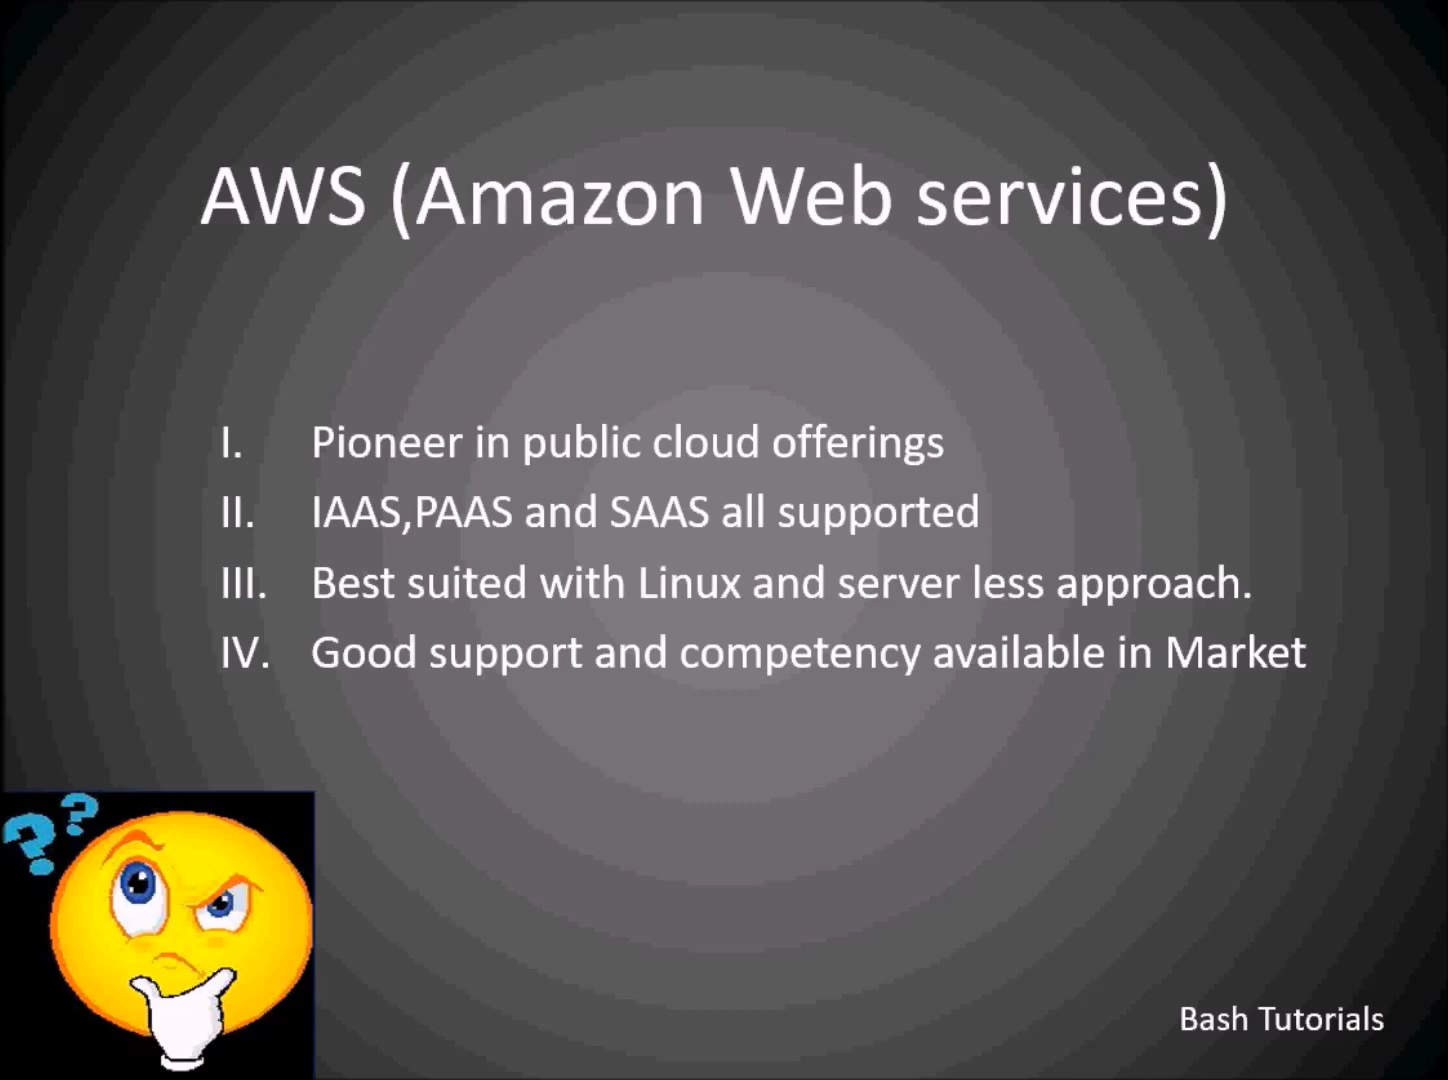 AWS (Amazon Web services)
I. Pioneer in public cloud offerings
II. IAAS,PAAS and SAAS all supported
III. Best suited with Linux and server less approach.
IV. Good support and competency available in Market
? ?
Bash Tutorials